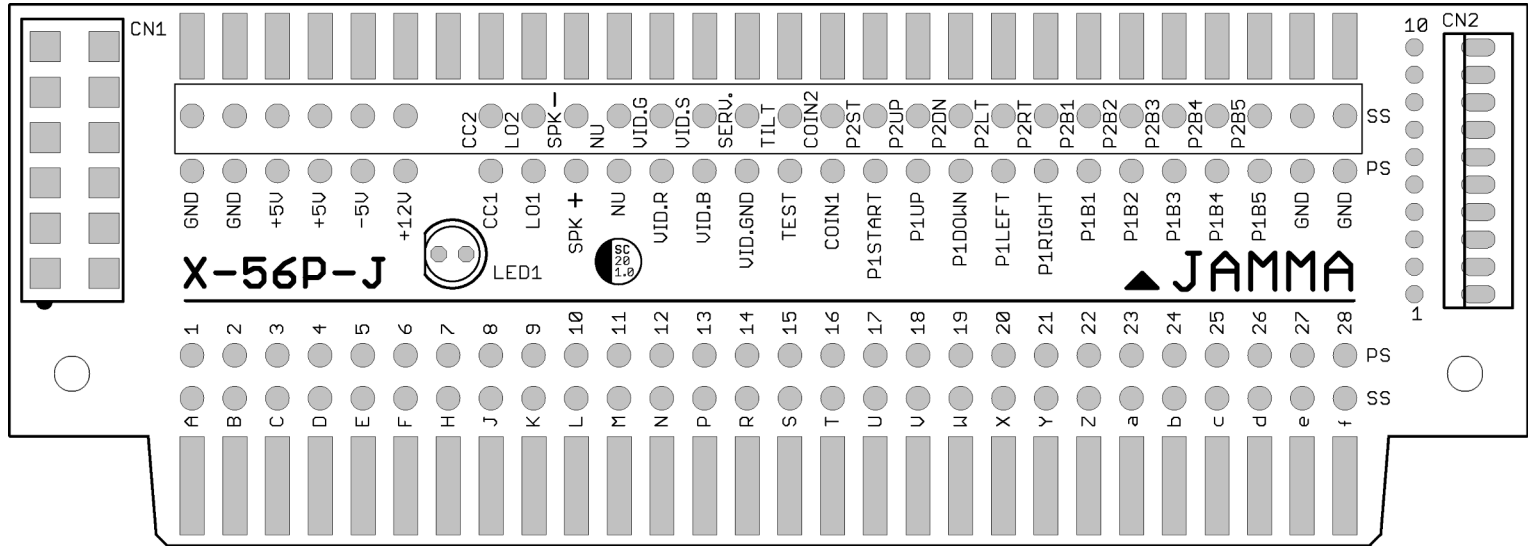 CN1
10 CN2
CC2 LO2 SPK- NU VID.G VID.S SERV. TILT COIN2 P2ST P2UP P2DN P2LT P2RT P2B1 P2B2 P2B3 P2B4 P2B5 SS
PS
GND GND +5V +5V -5V +12V CC1 LO1 SPK + NU VID.R VID.B VID.GND TEST COIN1 P1START P1UP P1DOWN P1LEFT P1RIGHT P1B1 P1B2 P1B3 P1B4 P1B5 GND GND
X-56P-J LED1 SC 20 1.0 JAMMA
1
1 2 3 4 5 6 7 8 9 10 11 12 13 14 15 16 17 18 19 20 21 22 23 24 25 26 27 28
PS
SS
A B C D E F H J K L M N P R S T U V W X Y Z a b c d e f